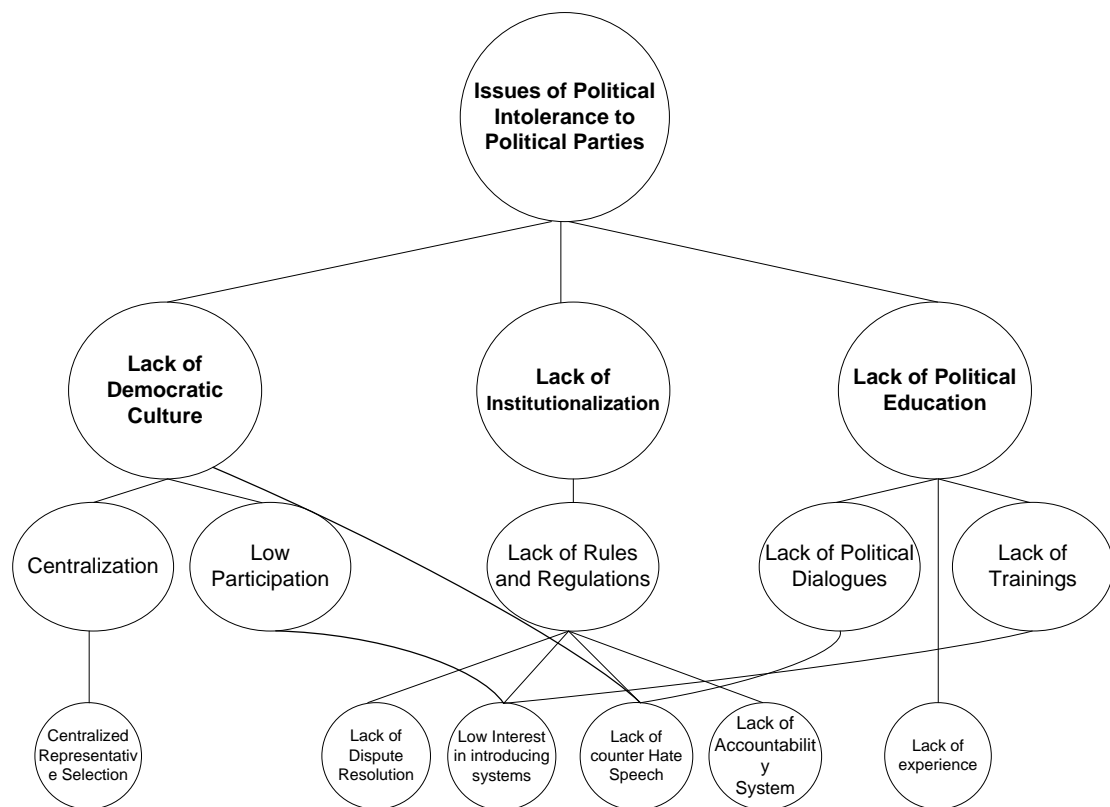 Issues of Political
Intolerance to
Political Parties
Lack of
Democratic
Culture
Lack of
Institutionalization
Lack of Political
Education
Centralization
Low
Participation
Lack of Rules
and Regulations
Lack of Political
Dialogues
Lack of
Trainings
Centralized
Representativ
e Selection
Lack of
Dispute
Resolution
Low Interest
in introducing
systems
Lack of
counter Hate
Speech
Lack of
Accountabilit
y
System
Lack of
experience